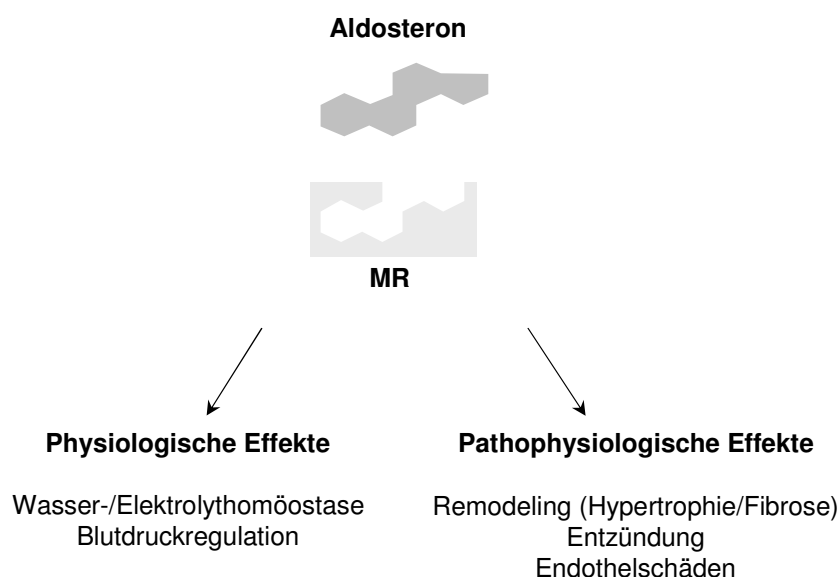 Aldosteron
MR
Physiologische Effekte
Wasser-/Elektrolythomöostase
Blutdruckregulation
Pathophysiologische Effekte
Remodeling (Hypertrophie/Fibrose)
Entzündung
Endothelschäden